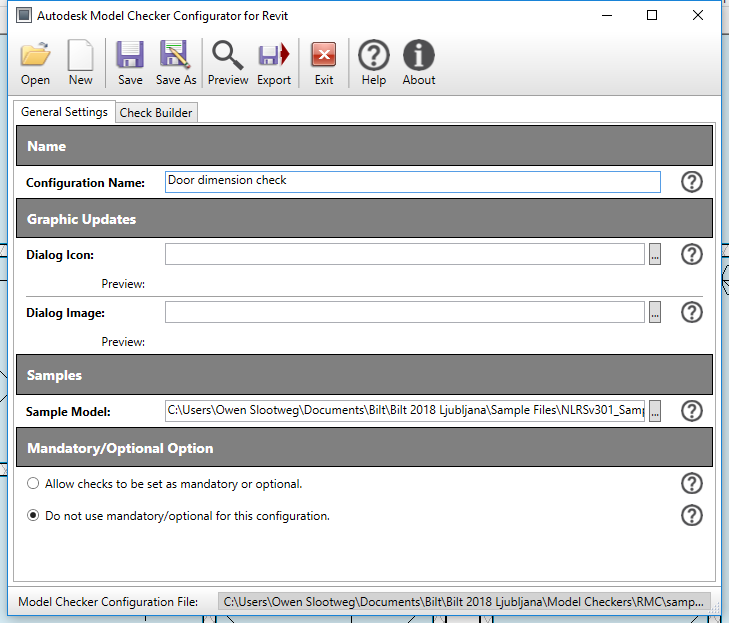 Autodesk Model Checker Configurator for Revit
Open New Save Save As Preview Export Exit Help About
General Settings Check Builder
Name
Configuration Name: Door dimension check
Graphic Updates
Dialog Icon: ...
Preview:
Dialog Image: ...
Preview:
Samples
Sample Model: C:\Users\Owen Slootweg\Documents\Bilt\Bilt 2018 Ljubljana\Sample Files\NLRSv301_Samp ...
Mandatory/Optional Option
Allow checks to be set as mandatory or optional.
Do not use mandatory/optional for this configuration.
Model Checker Configuration File: C:\Users\Owen Slootweg\Documents\Bilt\Bilt 2018 Ljubljana\Model Checkers\RMC\samp...